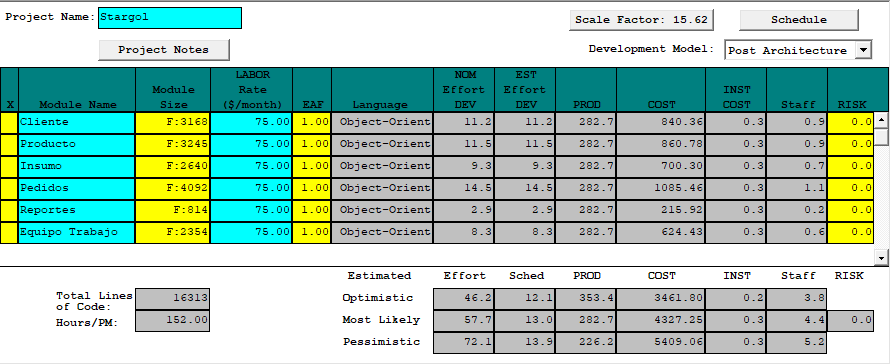 Project Name: Stargol
Scale Factor: 15.62 Schedule
Project Notes Development Model: Post Architecture
X Module Name Module Size LABOR Rate ($/month) EAF Language NOM Effort DEV EST Effort DEV PROD COST INST COST Staff RISK
Cliente F:3168 75.00 1.00 Object-Orient 11.2 11.2 282.7 840.36 0.3 0.9 0.0
Producto F:3245 75.00 1.00 Object-Orient 11.5 11.5 282.7 860.78 0.3 0.9 0.0
Insumo F:2640 75.00 1.00 Object-Orient 9.3 9.3 282.7 700.30 0.3 0.7 0.0
Pedidos F:4092 75.00 1.00 Object-Orient 14.5 14.5 282.7 1085.46 0.3 1.1 0.0
Reportes F:814 75.00 1.00 Object-Orient 2.9 2.9 282.7 215.92 0.3 0.2 0.0
Equipo Trabajo F:2354 75.00 1.00 Object-Orient 8.3 8.3 282.7 624.43 0.3 0.6 0.0
Estimated Effort Sched PROD COST INST Staff RISK
Total Lines of Code: 16313 Optimistic 46.2 12.1 353.4 3461.80 0.2 3.8
Hours/PM: 152.00 Most Likely 57.7 13.0 282.7 4327.25 0.3 4.4 0.0
Pessimistic 72.1 13.9 226.2 5409.06 0.3 5.2